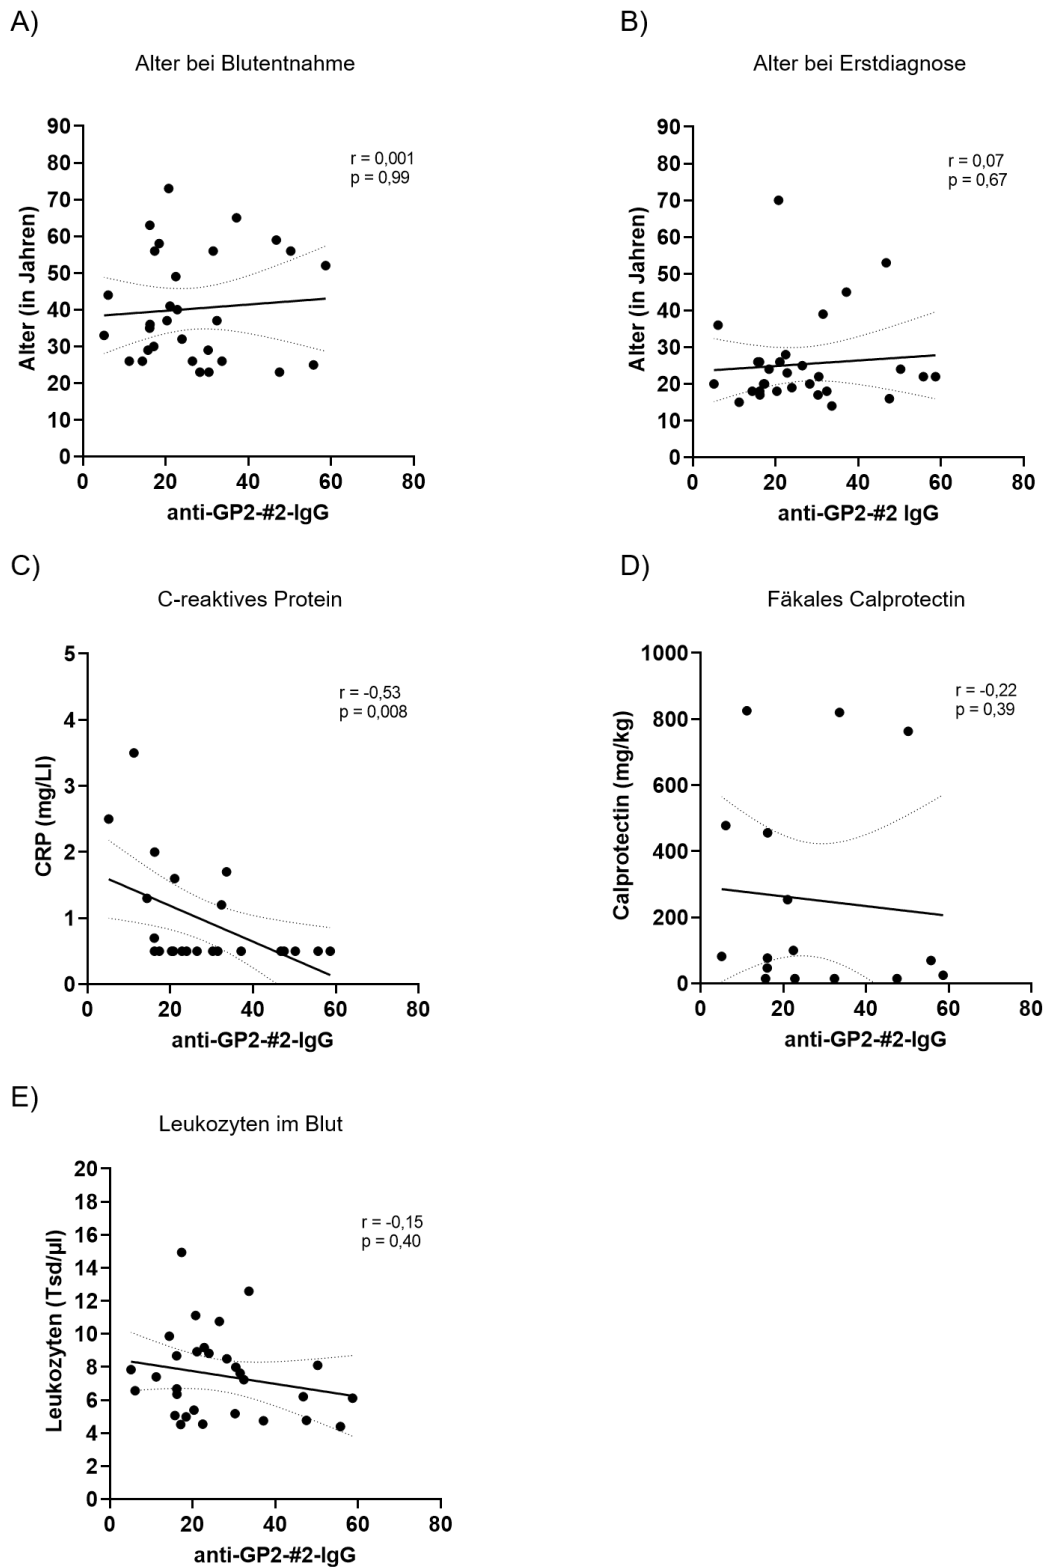 A)
Alter bei Blutentnahme
r = 0,001
p = 0,99
Alter (in Jahren)
90
80
70
60
50
40
30
20
10
0
0 20 40 60 80
anti-GP2-#2-IgG
B)
Alter bei Erstdiagnose
r = 0,07
p = 0,67
Alter (in Jahren)
90
80
70
60
50
40
30
20
10
0
0 20 40 60 80
anti-GP2-#2 IgG
C)
C-reaktives Protein
r = -0,53
p = 0,008
CRP (mg/Ll)
5
4
3
2
1
0
0 20 40 60 80
anti-GP2-#2-IgG
D)
Fäkales Calprotectin
r = -0,22
p = 0,39
Calprotectin (mg/kg)
1000
800
600
400
200
0
0 20 40 60 80
anti-GP2-#2-IgG
E)
Leukozyten im Blut
r = -0,15
p = 0,40
Leukozyten (Tsd/µl)
20
18
16
14
12
10
8
6
4
2
0
0 20 40 60 80
anti-GP2-#2-IgG